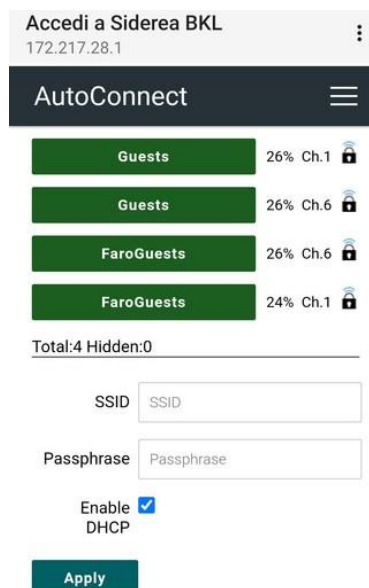 Accedi a Siderea BKL
172.217.28.1
AutoConnect
Guests 26% Ch.1
Guests 26% Ch.6
FaroGuests 26% Ch.6
FaroGuests 24% Ch.1
Total:4 Hidden:0
SSID SSID
Passphrase Passphrase
Enable
DHCP
Apply